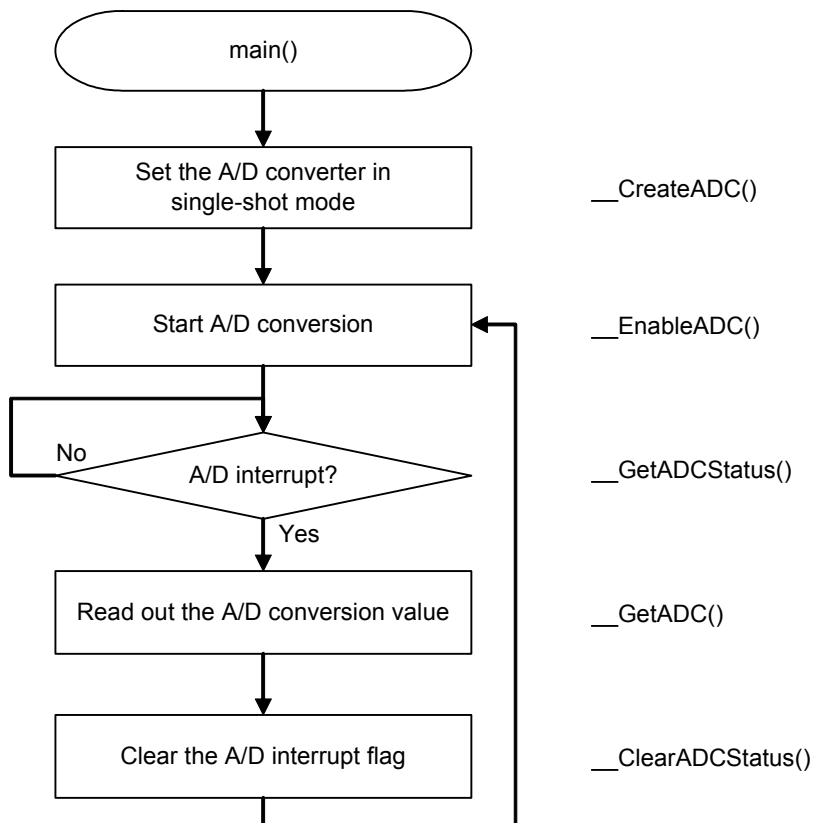 main()
Set the A/D converter in
single-shot mode
__CreateADC()
Start A/D conversion
__EnableADC()
No
A/D interrupt?
__GetADCStatus()
Yes
Read out the A/D conversion value
__GetADC()
Clear the A/D interrupt flag
__ClearADCStatus()